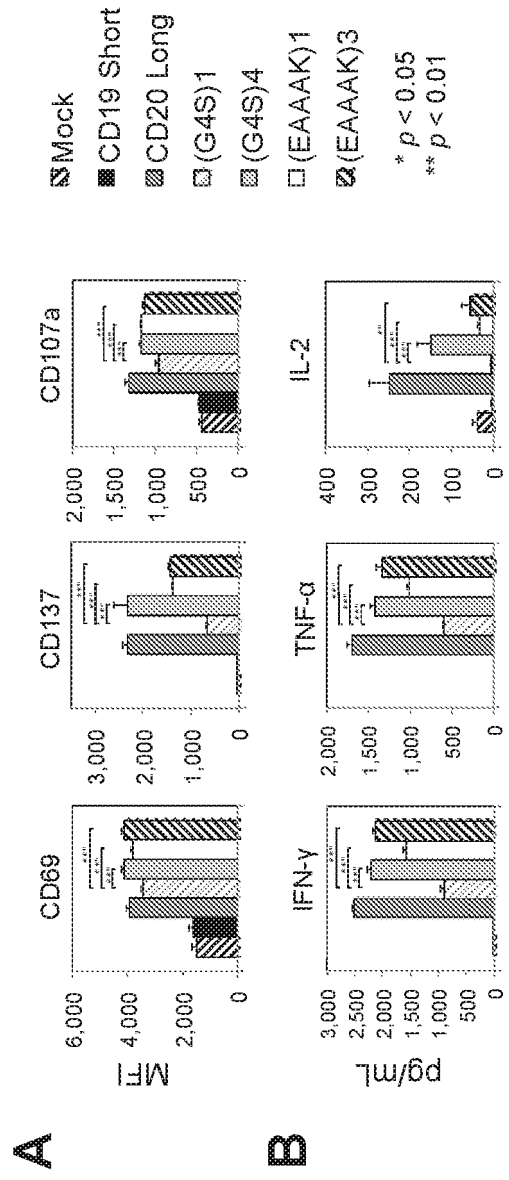 A
CD69
CD137
CD107a
MFI
6,000
4,000
2,000
0
3,000
2,000
1,000
0
2,000
1,500
1,000
500
0
B
IFN-γ
TNF-α
IL-2
pg/mL
3,000
2,500
2,000
1,500
1,000
500
0
2,000
1,500
1,000
500
0
400
300
200
100
0
Mock
CD19 Short
CD20 Long
(G4S)1
(G4S)4
(EAAAK)1
(EAAAK)3
* p < 0.05
** p < 0.01